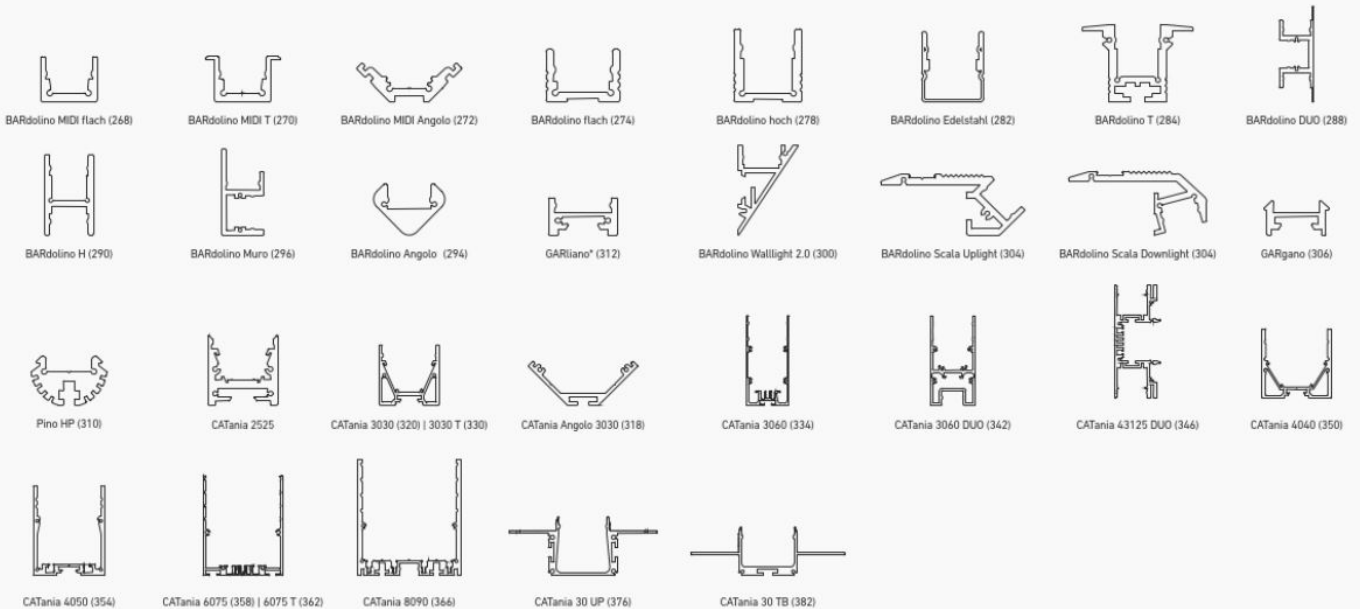 BARdolino MIDI flach (268)
BARdolino MIDI T (270)
BARdolino MIDI Angolo (272)
BARdolino flach (274)
BARdolino hoch (278)
BARdolino Edelstahl (282)
BARdolino T (284)
BARdolino DUO (288)
BARdolino H (290)
BARdolino Muro (296)
BARdolino Angolo (294)
GARliano* (312)
BARdolino Walllight 2.0 (300)
BARdolino Scala Uplight (304)
BARdolino Scala Downlight (304)
GARgano (306)
Pino HP (310)
CATania 2525
CATania 3030 (320) | 3030 T (330)
CATania Angolo 3030 (318)
CATania 3060 (334)
CATania 3060 DUO (342)
CATania 43125 DUO (346)
CATania 4040 (350)
CATania 4050 (354)
CATania 6075 (358) | 6075 T (362)
CATania 8090 (366)
CATania 30 UP (376)
CATania 30 TB (382)